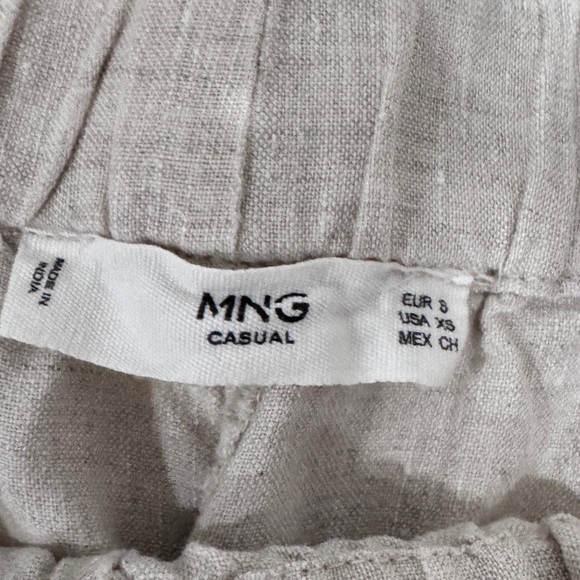 MADE IN
INDIA
MNG
CASUAL
EUR S
USA XS
MEX CH